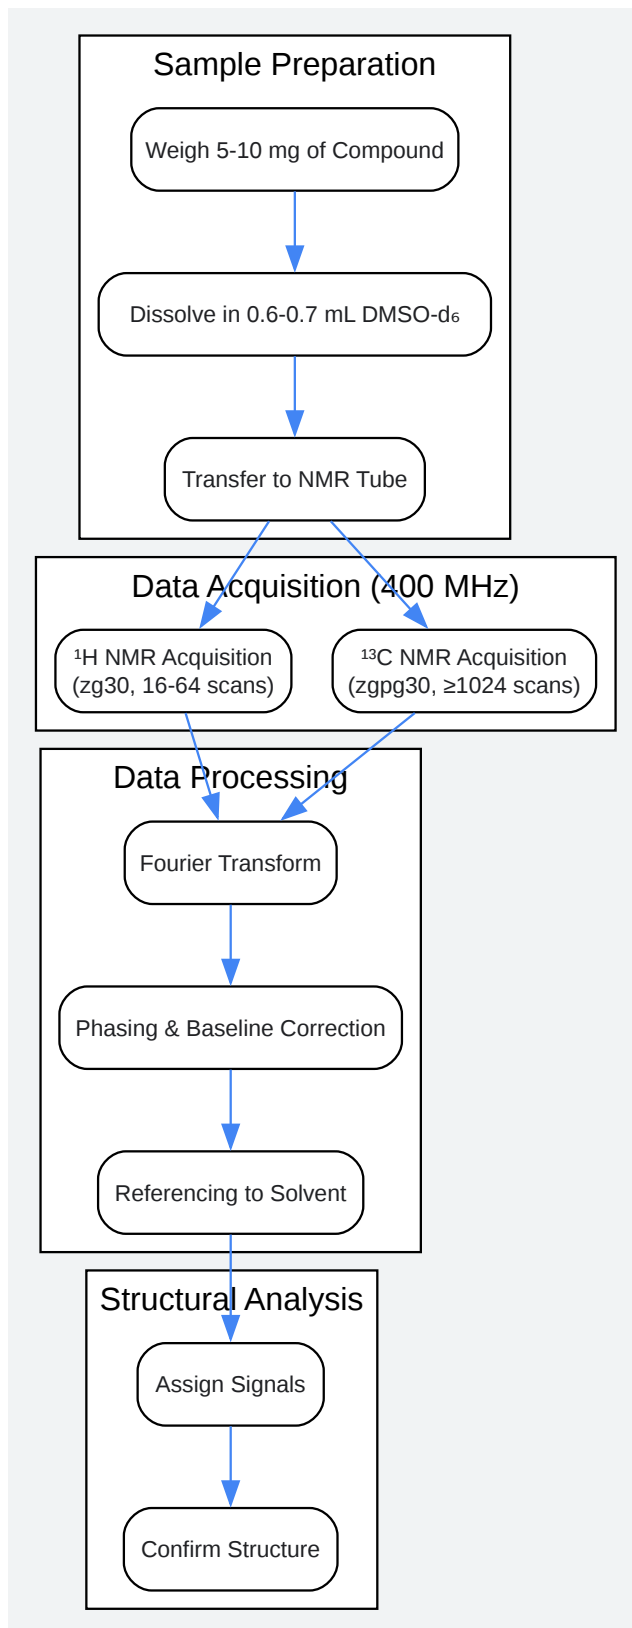 Sample Preparation
Weigh 5-10 mg of Compound
Dissolve in 0.6-0.7 mL DMSO-d₆
Transfer to NMR Tube
Data Acquisition (400 MHz)
¹H NMR Acquisition
(zg30, 16-64 scans)
¹³C NMR Acquisition
(zgpg30, ≥1024 scans)
Data Processing
Fourier Transform
Phasing & Baseline Correction
Referencing to Solvent
Structural Analysis
Assign Signals
Confirm Structure